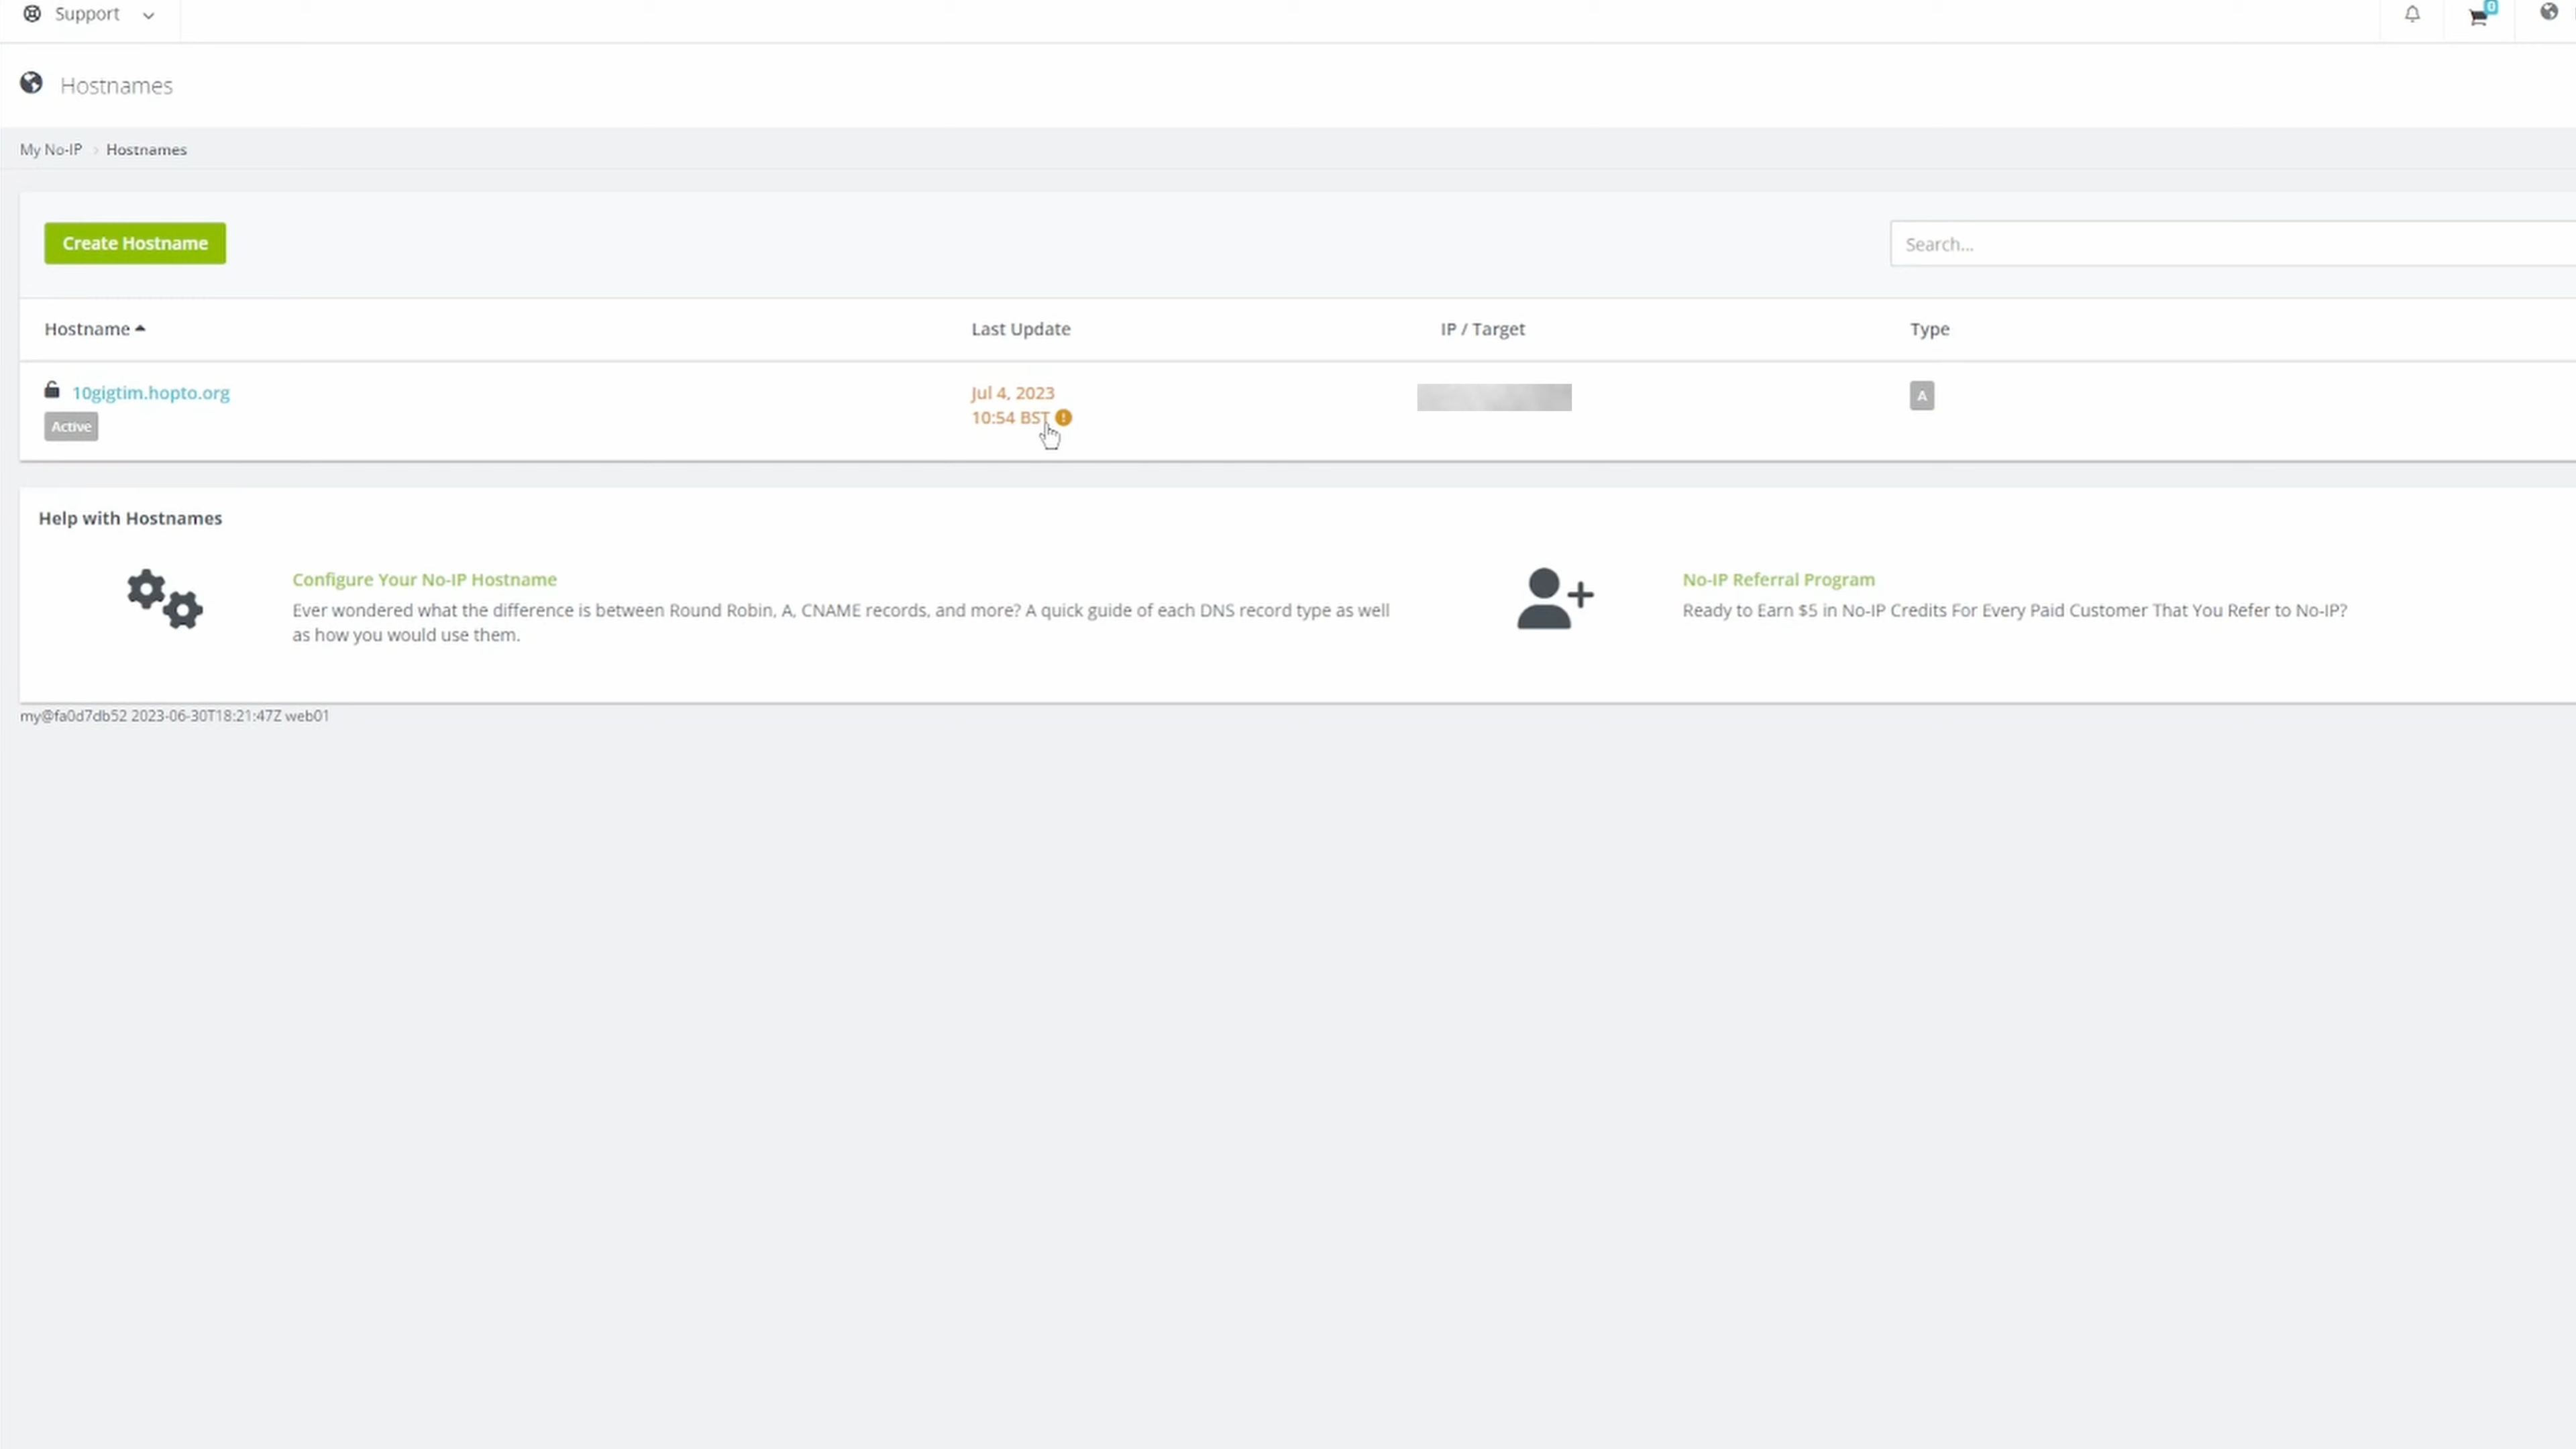 Support
0
Hostnames
My No-IP › Hostnames
Create Hostname
Search...
Hostname Last Update IP / Target Type
10gigtim.hopto.org
Active
Jul 4, 2023
10:54 BST
A
Help with Hostnames
Configure Your No-IP Hostname
Ever wondered what the difference is between Round Robin, A, CNAME records, and more? A quick guide of each DNS record type as well
as how you would use them.
No-IP Referral Program
Ready to Earn $5 in No-IP Credits For Every Paid Customer That You Refer to No-IP?
my@fa0d7db52 2023-06-30T18:21:47Z web01